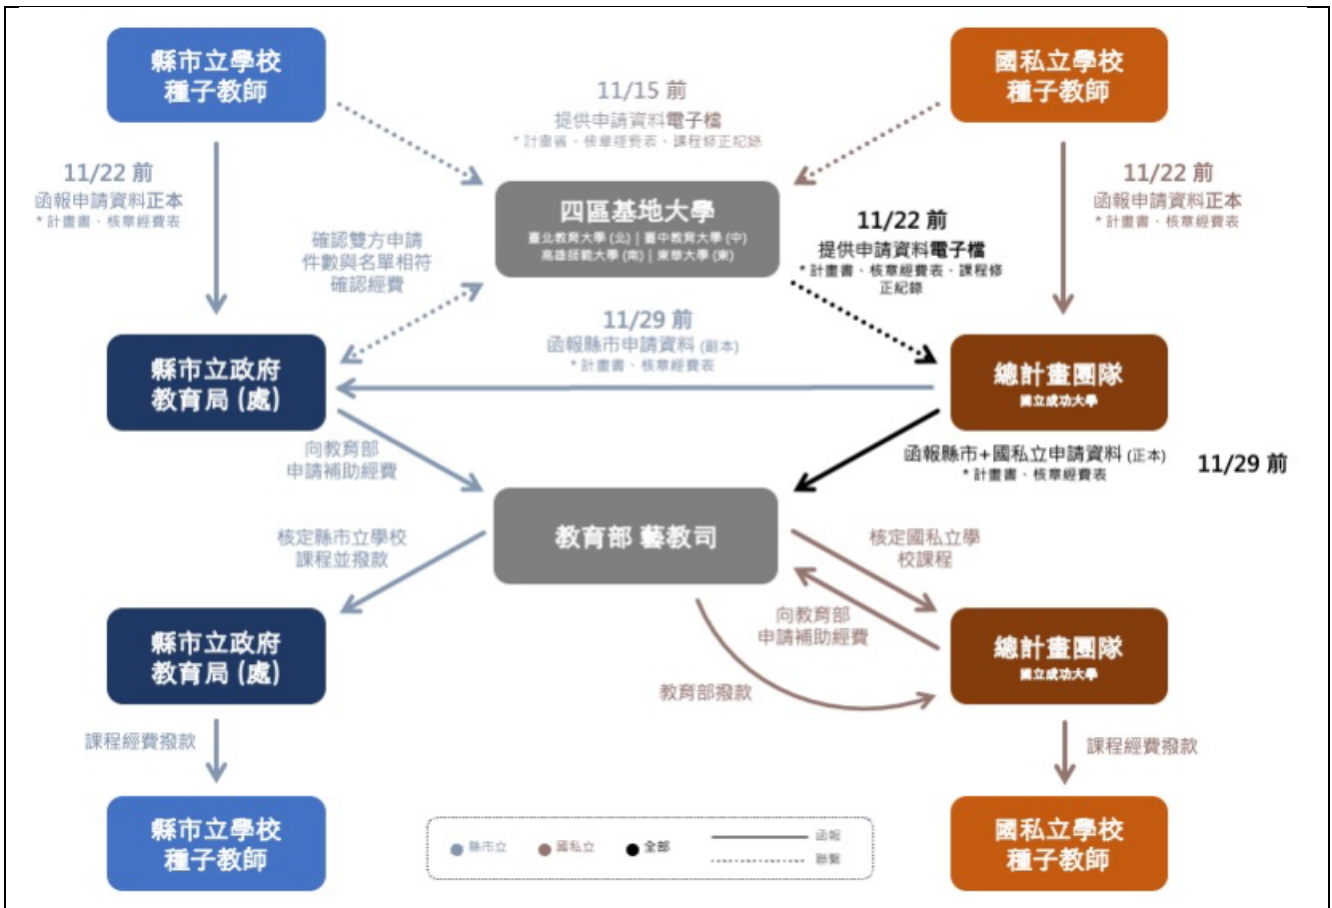 縣市立學校
種子教師
國私立學校
種子教師
11/15 前
提供申請資料電子檔
*計畫書、核章經費表、課程修正紀錄
11/22 前
函報申請資料正本
*計畫書、核章經費表
四區基地大學
臺北教育大學 (北) | 臺中教育大學 (中)
高雄師範大學 (南) | 東華大學 (東)
11/22 前
函報申請資料正本
*計畫書、核章經費表
確認雙方申請
件數與名單相符
確認經費
11/22 前
提供申請資料電子檔
*計畫書、核章經費表、課程修
正紀錄
11/29 前
函報縣市申請資料 (副本)
*計畫書、核章經費表
縣市立政府
教育局 (處)
總計畫團隊
國立成功大學
向教育部
申請補助經費
函報縣市+國私立申請資料 (正本)
*計畫書、核章經費表
11/29 前
教育部 藝教司
核定縣市立學校
課程並撥款
核定國私立學
校課程
向教育部
申請補助經費
縣市立政府
教育局 (處)
總計畫團隊
國立成功大學
教育部撥款
課程經費撥款
課程經費撥款
縣市立學校
種子教師
國私立學校
種子教師
縣市立
國私立
全部
函報
聯繫